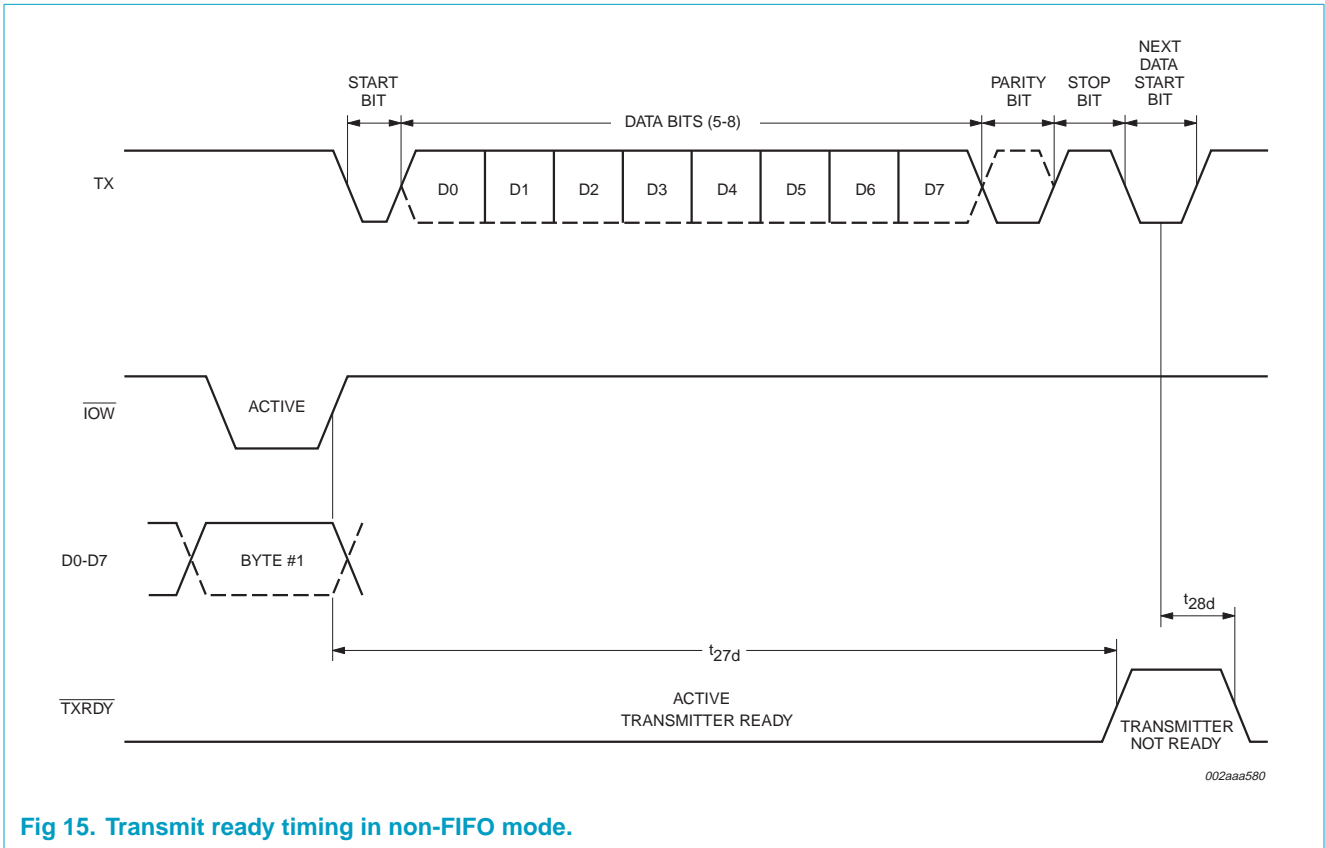 START
BIT
DATA BITS (5-8)
PARITY
BIT
STOP
BIT
NEXT
DATA
START
BIT
TX
D0
D1
D2
D3
D4
D5
D6
D7
IOW
ACTIVE
D0-D7
BYTE #1
t28d
t27d
TXRDY
ACTIVE
TRANSMITTER READY
TRANSMITTER
NOT READY
002aaa580
Fig 15. Transmit ready timing in non-FIFO mode.